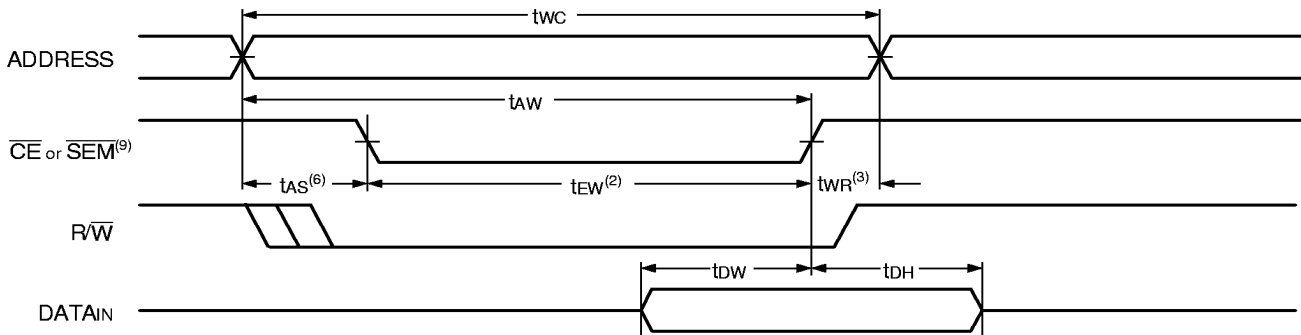 tWC
ADDRESS
tAW
CE or SEM(9)
tAS(6) tEW(2) tWR(3)
R/W
tDW tDH
DATAIN